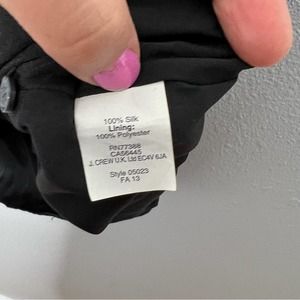 100% Silk
Lining:
100% Polyester
RN77388
CA56445
J. CREW U.K. Ltd EC4V 6JA
Style 05023
FA 13